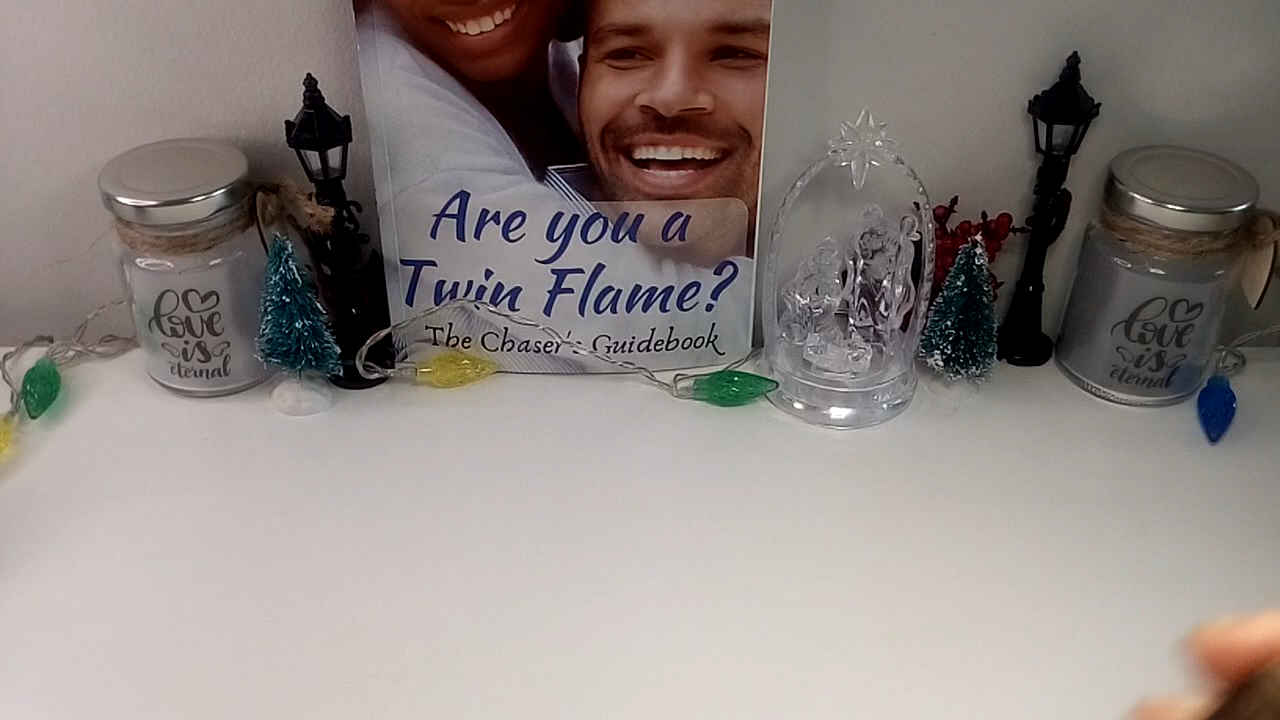 Are you a
Twin Flame?
The Chaser's Guidebook
love
is
eternal
love
is
eternal